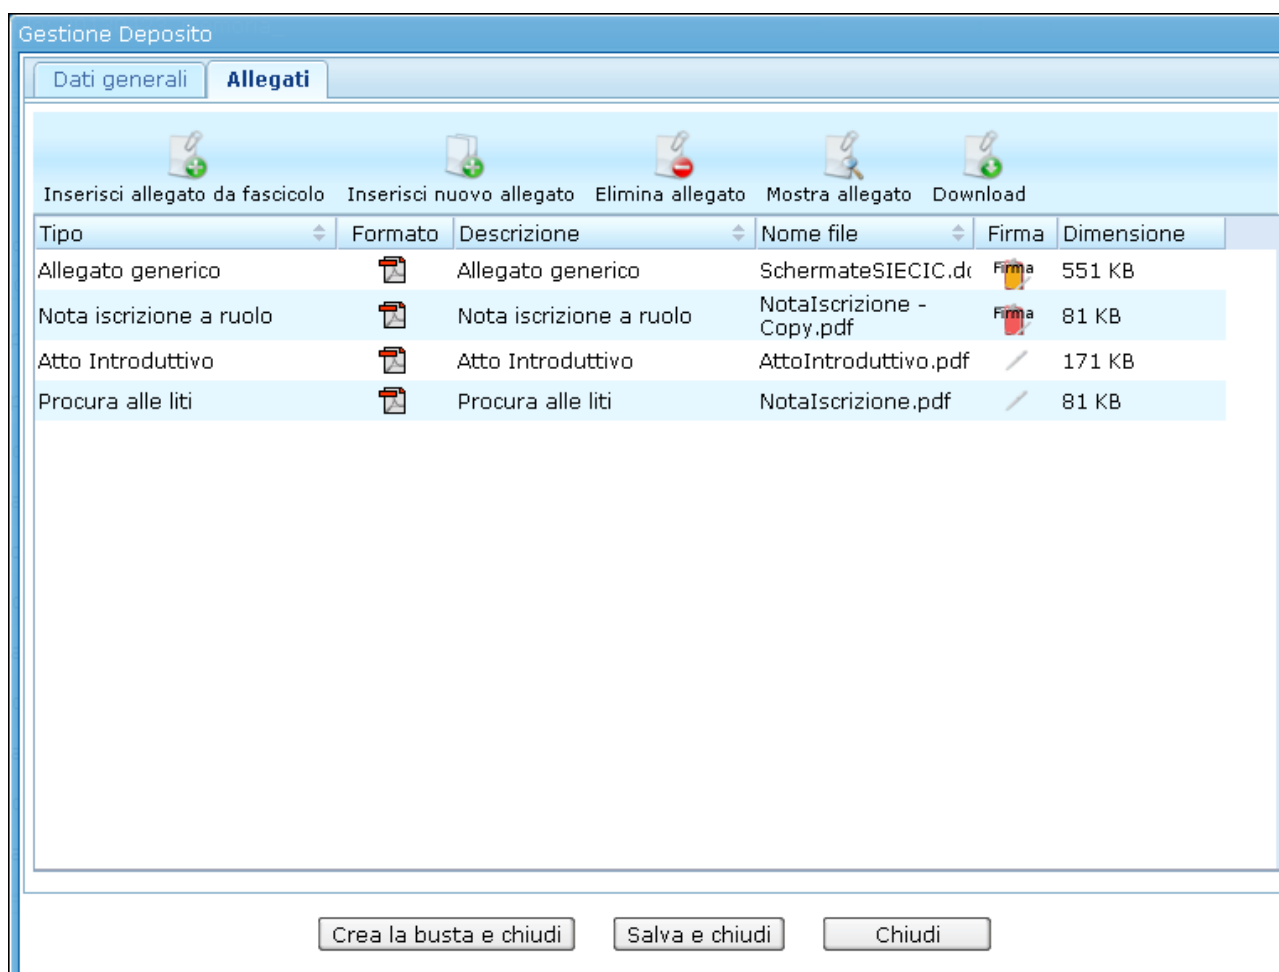 Gestione Deposito
Dati generali Allegati
Inserisci allegato da fascicolo Inserisci nuovo allegato Elimina allegato Mostra allegato Download
Tipo Formato Descrizione Nome file Firma Dimensione
Allegato generico Allegato generico SchermateSIECIC.do Firma 551 KB
Nota iscrizione a ruolo Nota iscrizione a ruolo NotaIscrizione -
Copy.pdf Firma 81 KB
Atto Introduttivo Atto Introduttivo AttoIntroduttivo.pdf 171 KB
Procura alle liti Procura alle liti NotaIscrizione.pdf 81 KB
Crea la busta e chiudi Salva e chiudi Chiudi